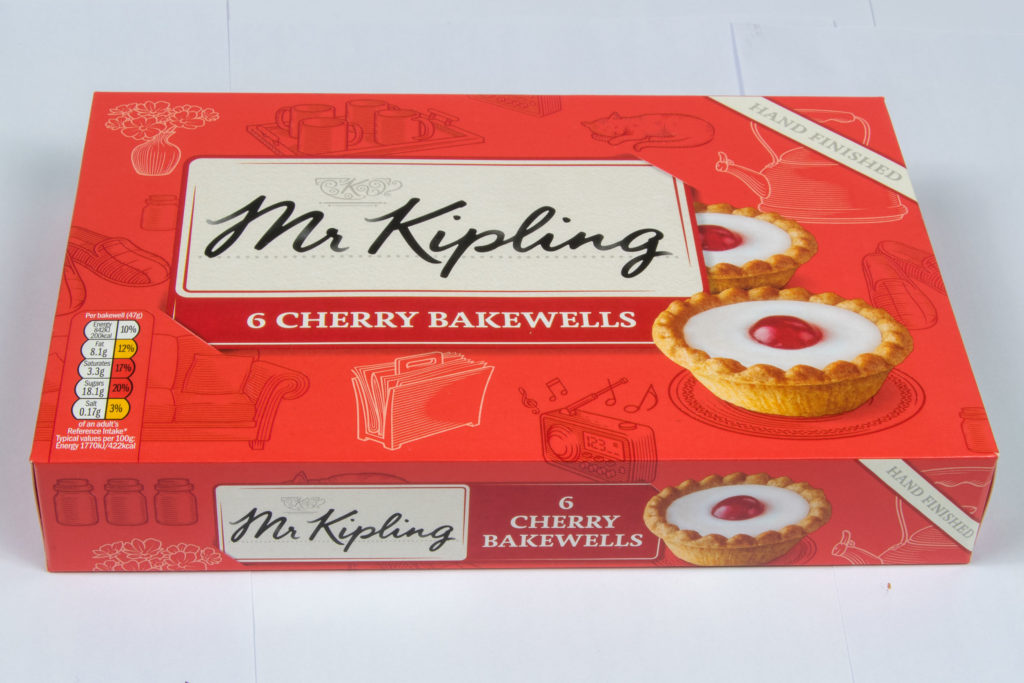 HAND FINISHED
K
Mr Kipling
6 CHERRY BAKEWELLS
Per bakewell (47g)
Energy
842kJ
200kcal
10%
Fat
8.1g
12%
Saturates
3.3g
17%
Sugars
18.1g
20%
Salt
0.17g
3%
of an adult's
Reference Intake*
Typical values per 100g:
Energy 1770kJ/422kcal
Mr Kipling
6
CHERRY
BAKEWELLS
HAND FINISHED